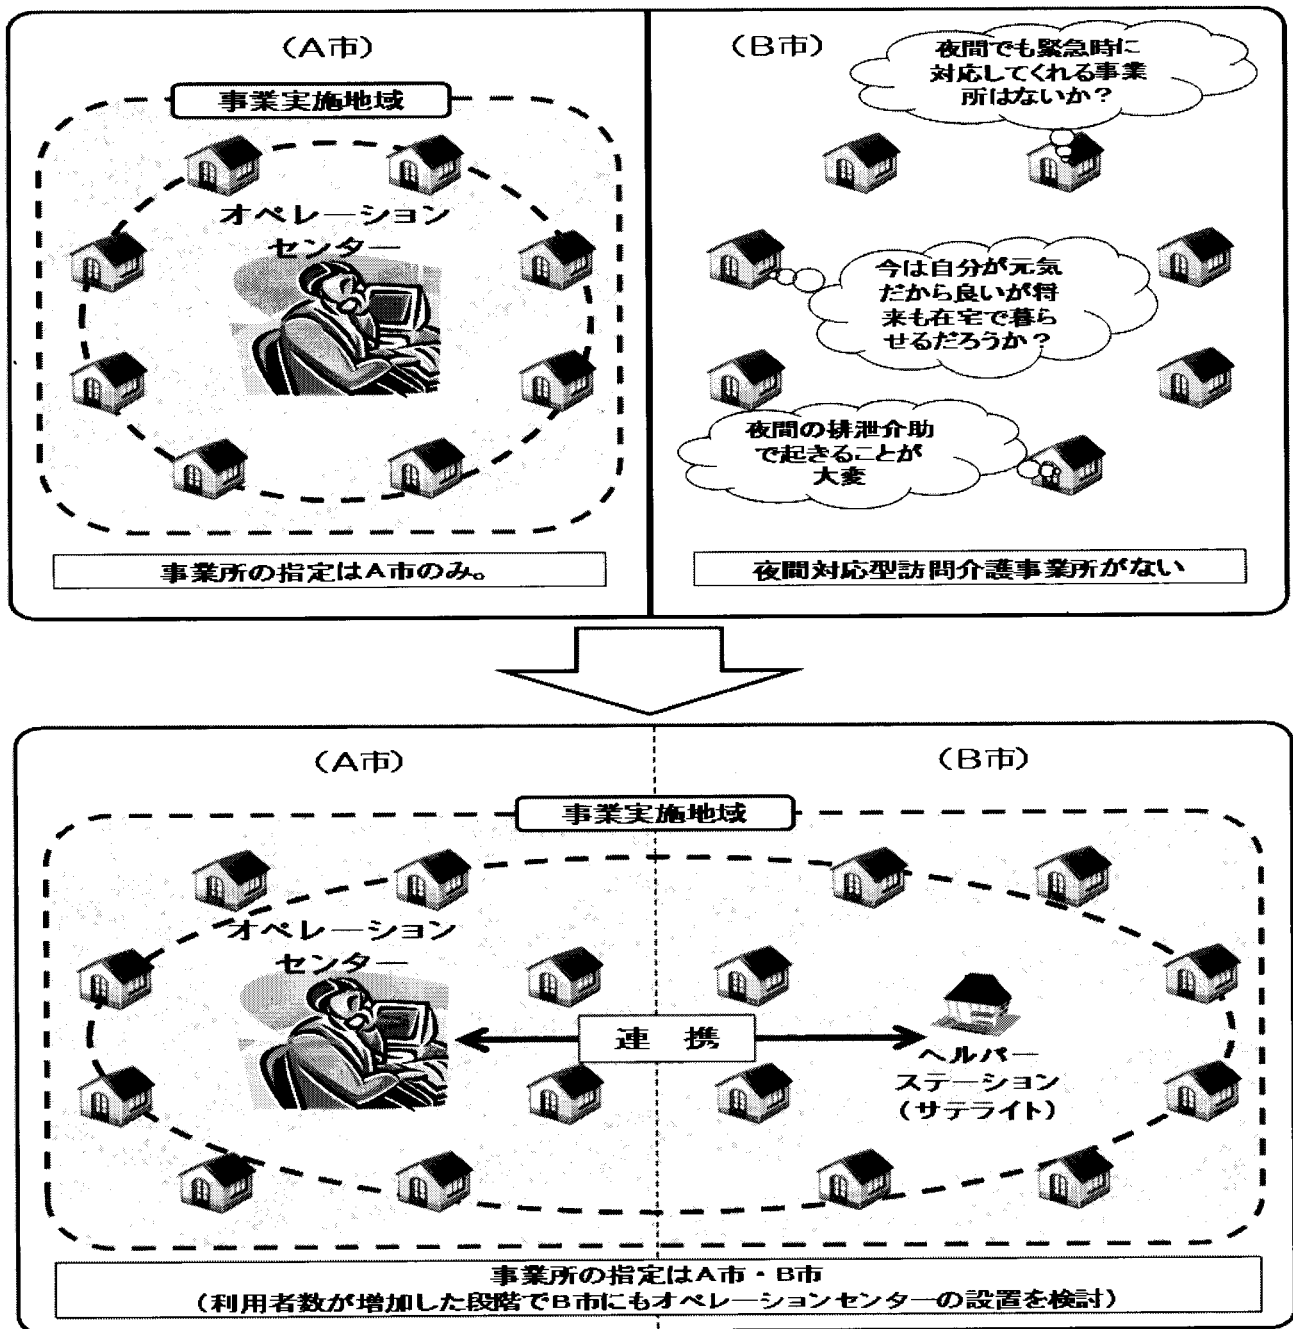 （A市）
事業実施地域
オペレーション
センター
事業所の指定はA市のみ。
（B市）
夜間でも緊急時に
対応してくれる事業
所はないか？
今は自分が元気
だから良いが将
来も在宅で暮ら
せるだろうか？
夜間の排泄介助
で起きることが
大変
夜間対応型訪問介護事業所がない
（A市）
（B市）
事業実施地域
オペレーション
センター
連　携
ヘルパー
ステーション
（サテライト）
事業所の指定はA市・B市
（利用者数が増加した段階でB市にもオペレーションセンターの設置を検討）